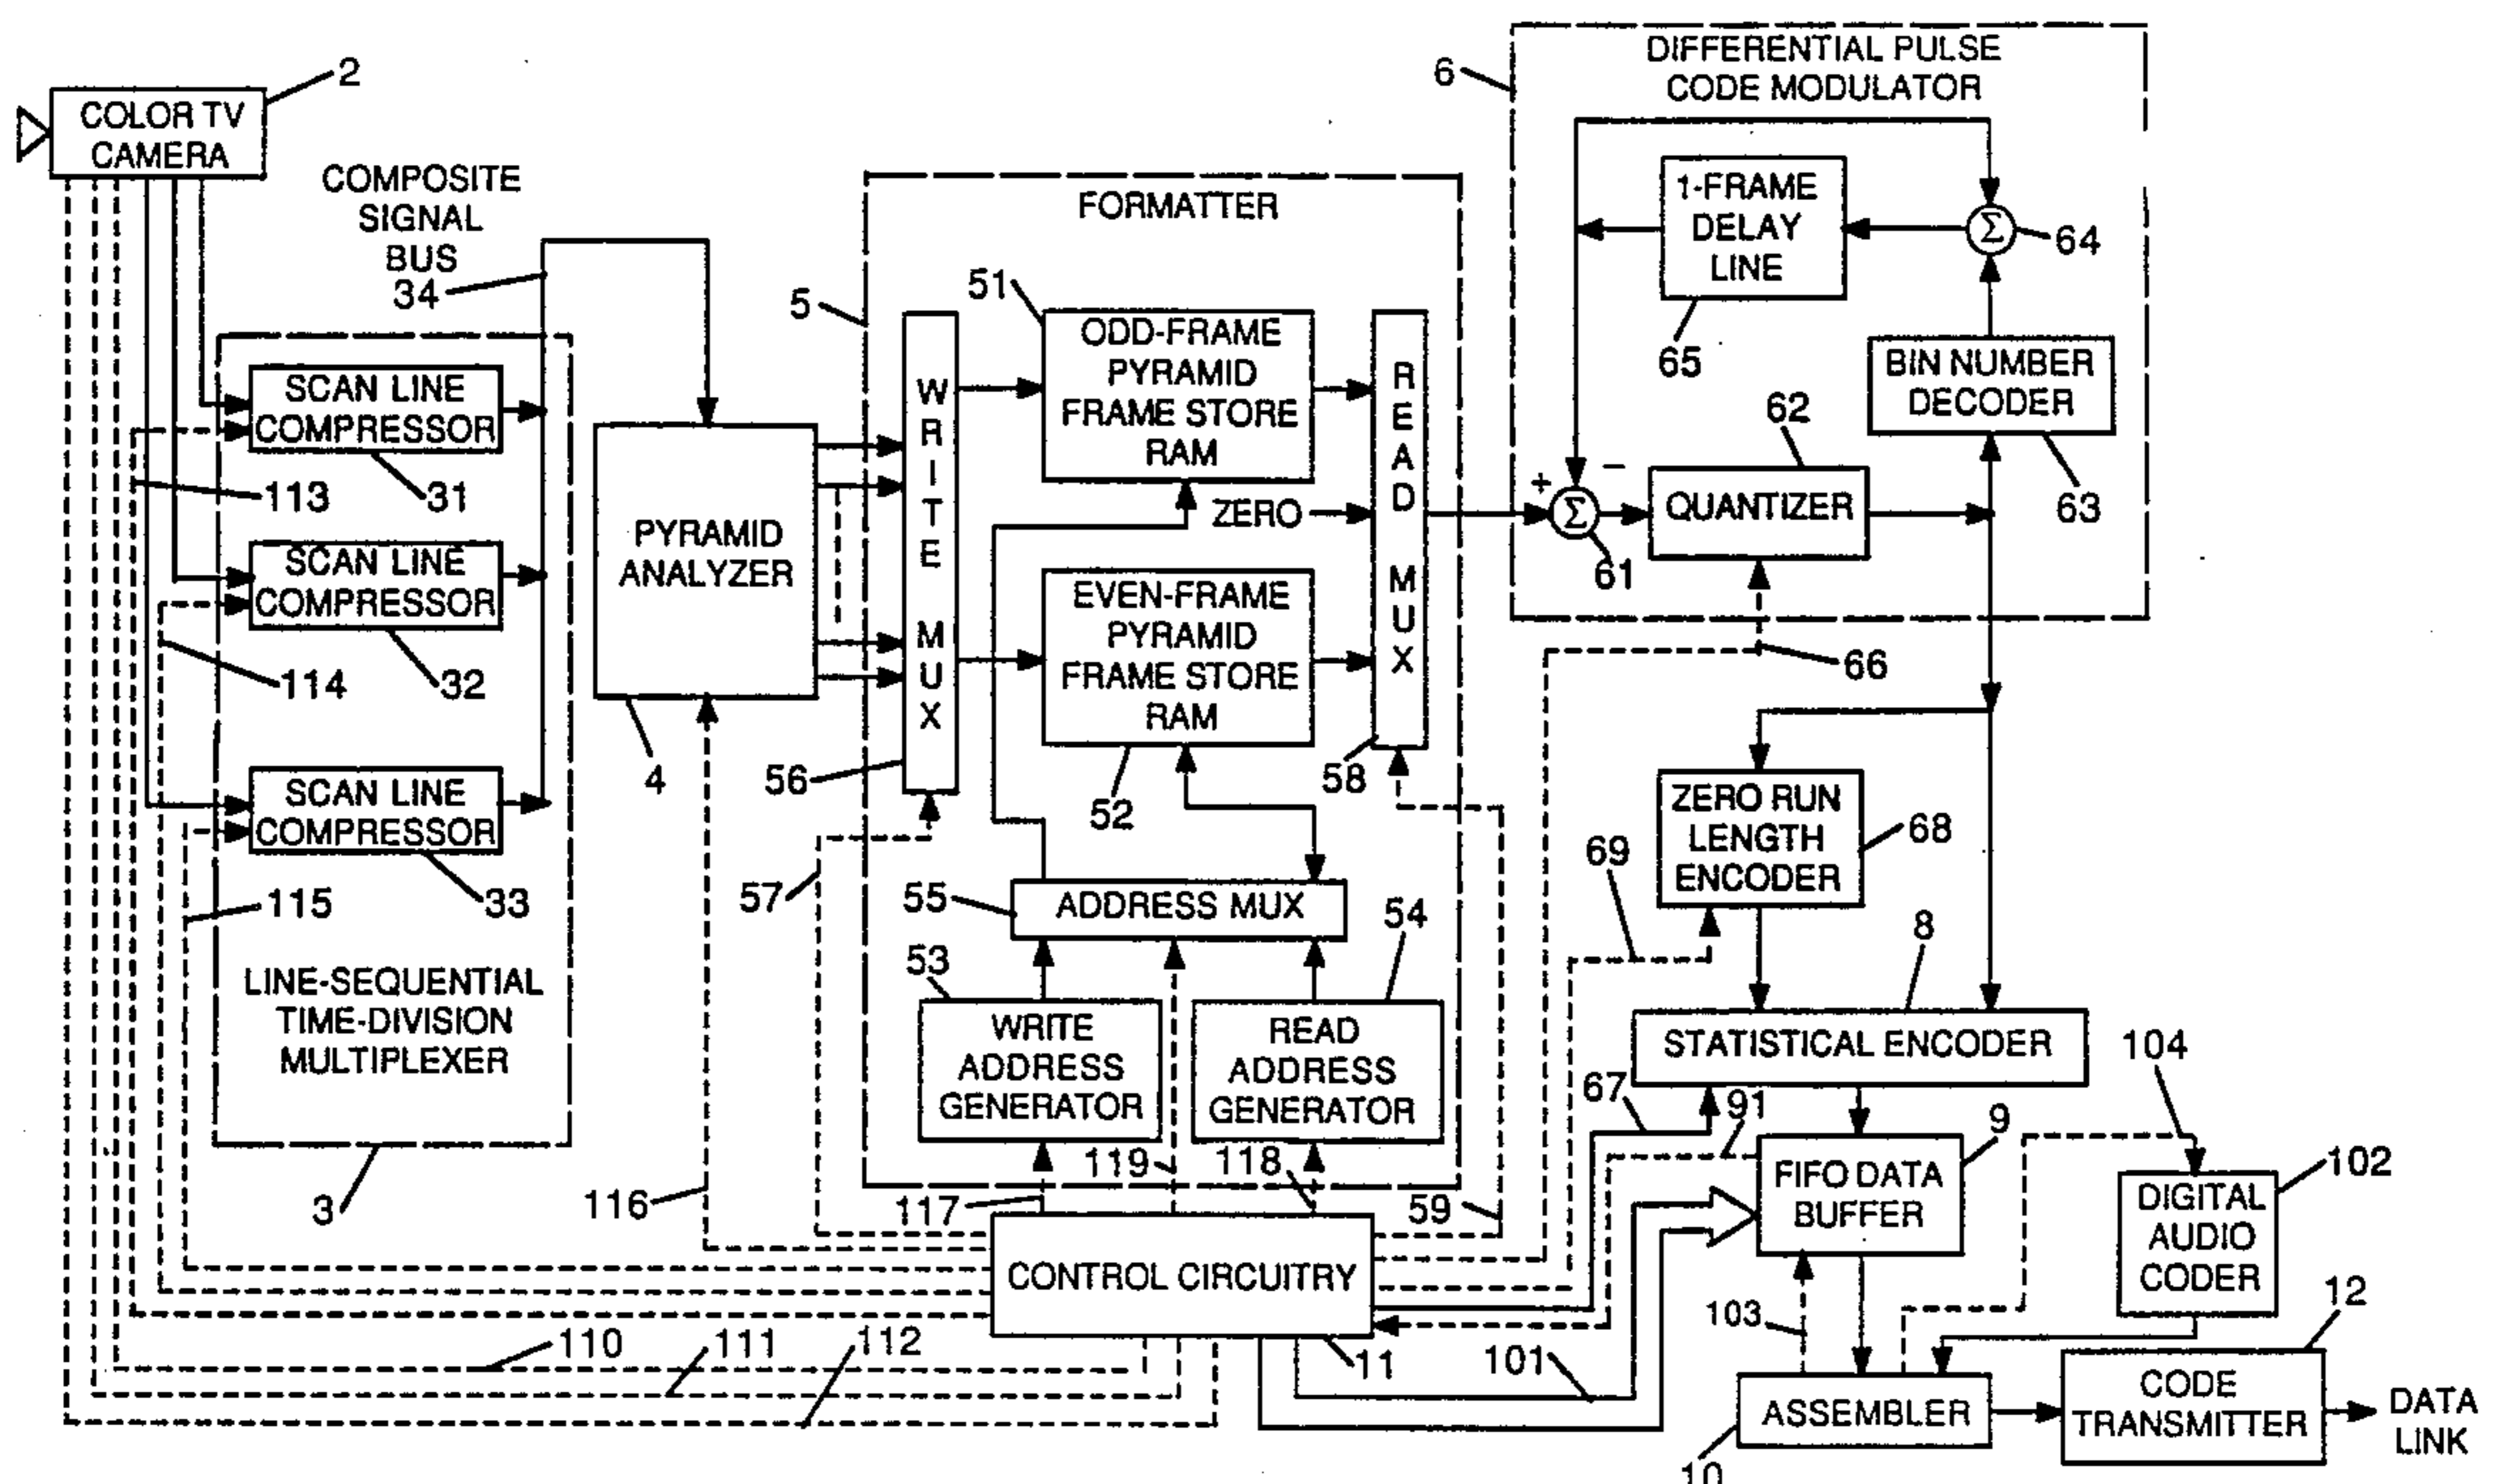 2
COLOR TV
CAMERA
COMPOSITE
SIGNAL
BUS
34
SCAN LINE
COMPRESSOR
113
31
SCAN LINE
COMPRESSOR
114
32
SCAN LINE
COMPRESSOR
115
33
LINE-SEQUENTIAL
TIME-DIVISION
MULTIPLEXER
3
PYRAMID
ANALYZER
4
116
5
FORMATTER
51
WRITE MUX
56
57
ODD-FRAME
PYRAMID
FRAME STORE
RAM
ZERO
EVEN-FRAME
PYRAMID
FRAME STORE
RAM
52
READ MUX
58
55
ADDRESS MUX
53
54
WRITE
ADDRESS
GENERATOR
READ
ADDRESS
GENERATOR
117
119
118
59
CONTROL CIRCUITRY
11
110
111
112
101
6
DIFFERENTIAL PULSE
CODE MODULATOR
1-FRAME
DELAY
LINE
65
Σ
64
BIN NUMBER
DECODER
63
62
+
−
Σ
61
QUANTIZER
66
ZERO RUN
LENGTH
ENCODER
68
69
8
STATISTICAL ENCODER
67
91
9
FIFO DATA
BUFFER
104
102
DIGITAL
AUDIO
CODER
103
12
ASSEMBLER
10
CODE
TRANSMITTER
DATA
LINK